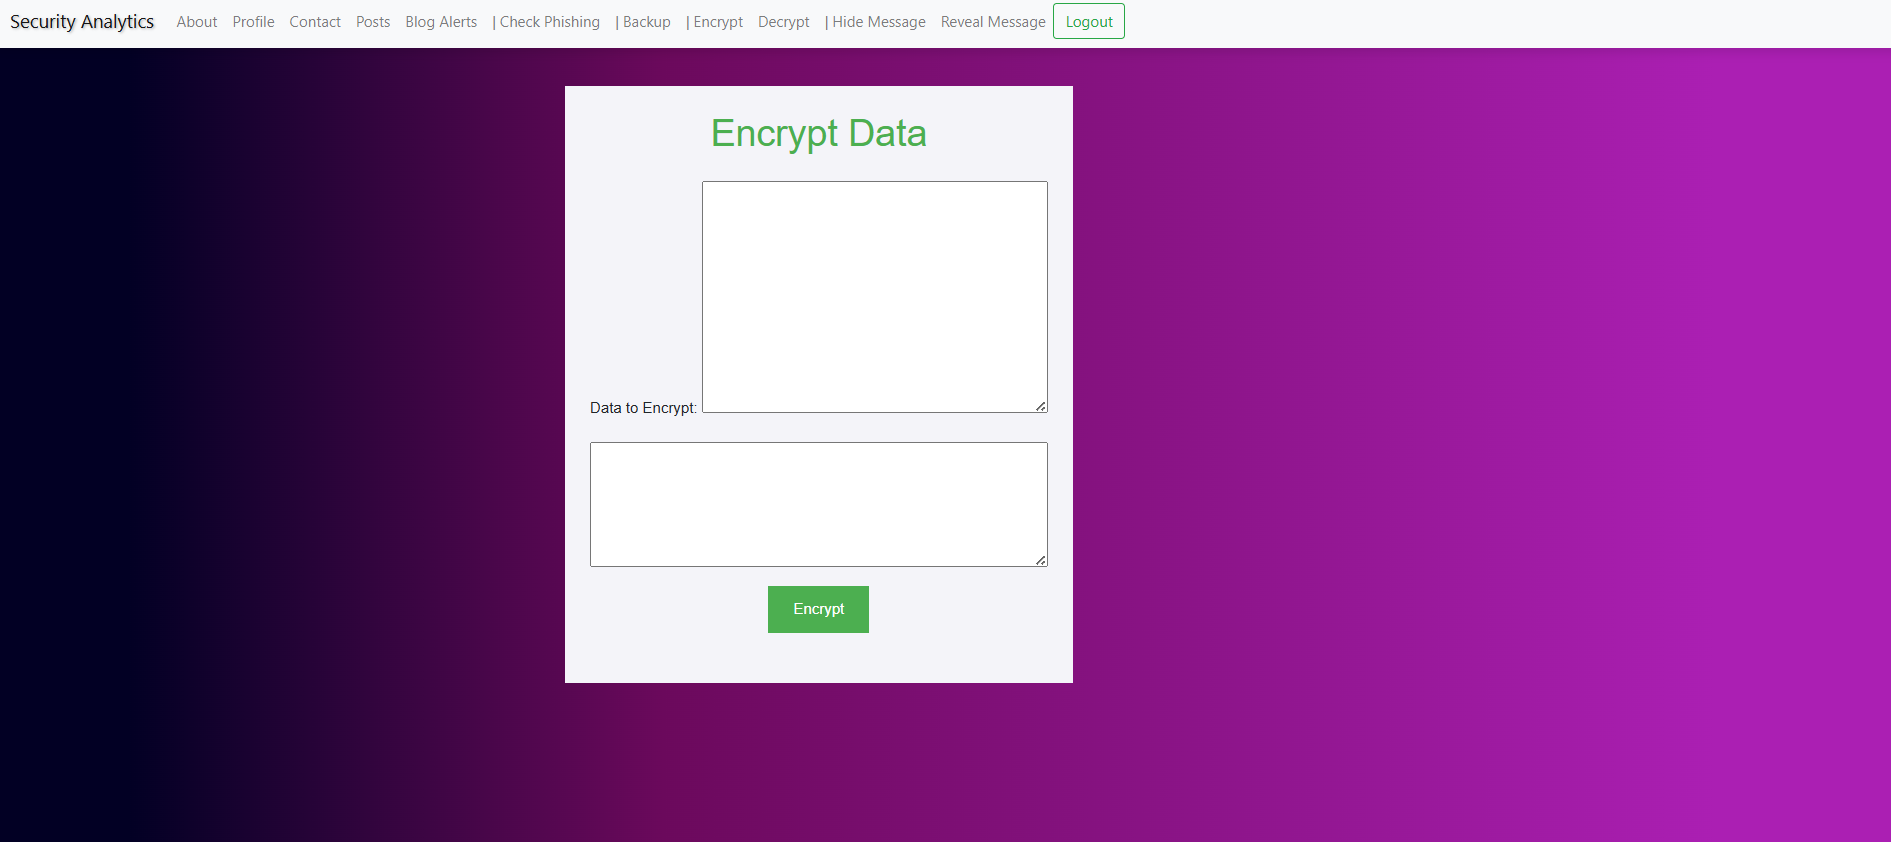 Security Analytics About Profile Contact Posts Blog Alerts | Check Phishing | Backup | Encrypt Decrypt | Hide Message Reveal Message Logout
Encrypt Data
Data to Encrypt:
Encrypt